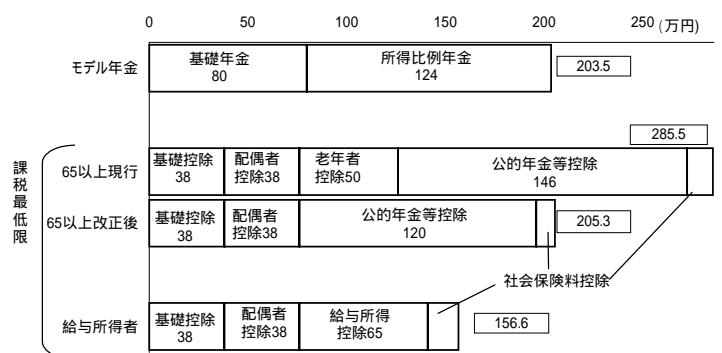 0 50 100 150 200 250 (万円)
モデル年金
基礎年金
80
所得比例年金
124
203.5
285.5
課税最低限
65以上現行
基礎控除
38
配偶者
控除38
老年者
控除50
公的年金等控除
146
65以上改正後
基礎控除
38
配偶者
控除38
公的年金等控除
120
205.3
社会保険料控除
給与所得者
基礎控除
38
配偶者
控除38
給与所得
控除65
156.6